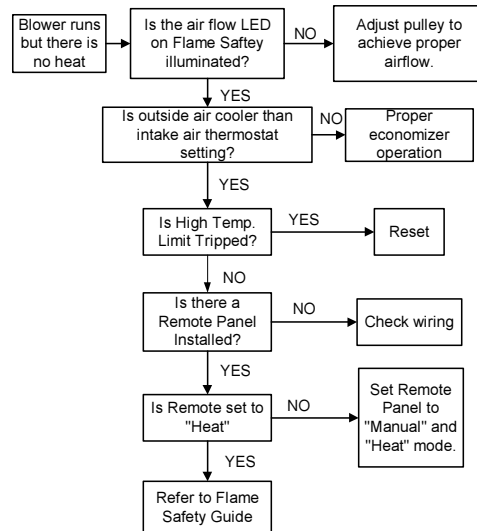 Blower runs
but there is
no heat
Is the air flow LED
on Flame Saftey
illuminated?
NO
Adjust pulley to
achieve proper
airflow.
YES
Is outside air cooler than
intake air thermostat
setting?
NO
Proper
economizer
operation
YES
Is High Temp.
Limit Tripped?
YES
Reset
NO
Is there a
Remote Panel
Installed?
NO
Check wiring
YES
Is Remote set to
"Heat"
NO
Set Remote
Panel to
"Manual" and
"Heat" mode.
YES
Refer to Flame
Safety Guide